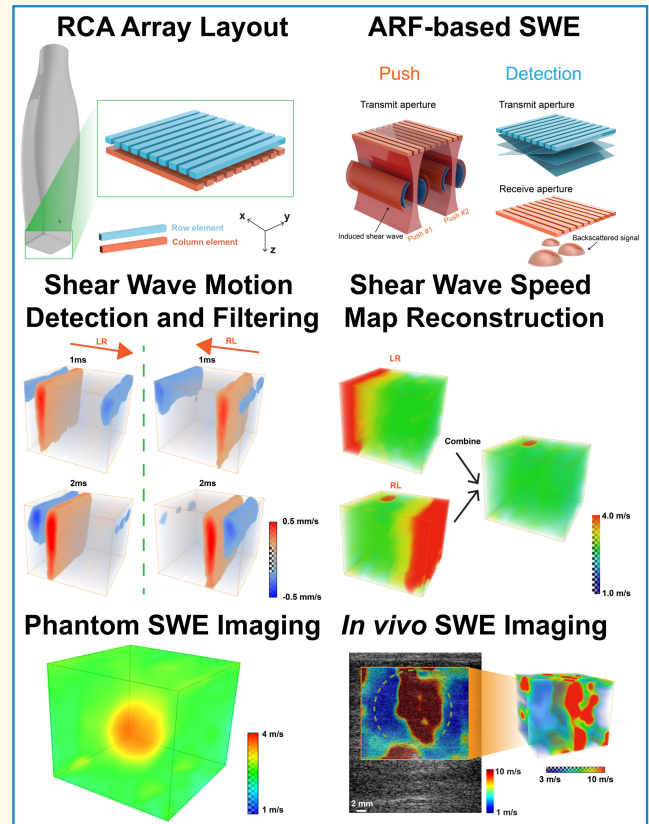 RCA Array Layout
Row element
Column element
x
y
z
ARF-based SWE
Push
Detection
Transmit aperture
Transmit aperture
Push #1
Push #2
Induced shear wave
Receive aperture
Backscattered signal
Shear Wave Motion
Detection and Filtering
LR
RL
1ms
1ms
2ms
2ms
0.5 mm/s
-0.5 mm/s
Shear Wave Speed
Map Reconstruction
LR
Combine
RL
4.0 m/s
1.0 m/s
Phantom SWE Imaging
4 m/s
1 m/s
In vivo SWE Imaging
2 mm
10 m/s
1 m/s
3 m/s
10 m/s